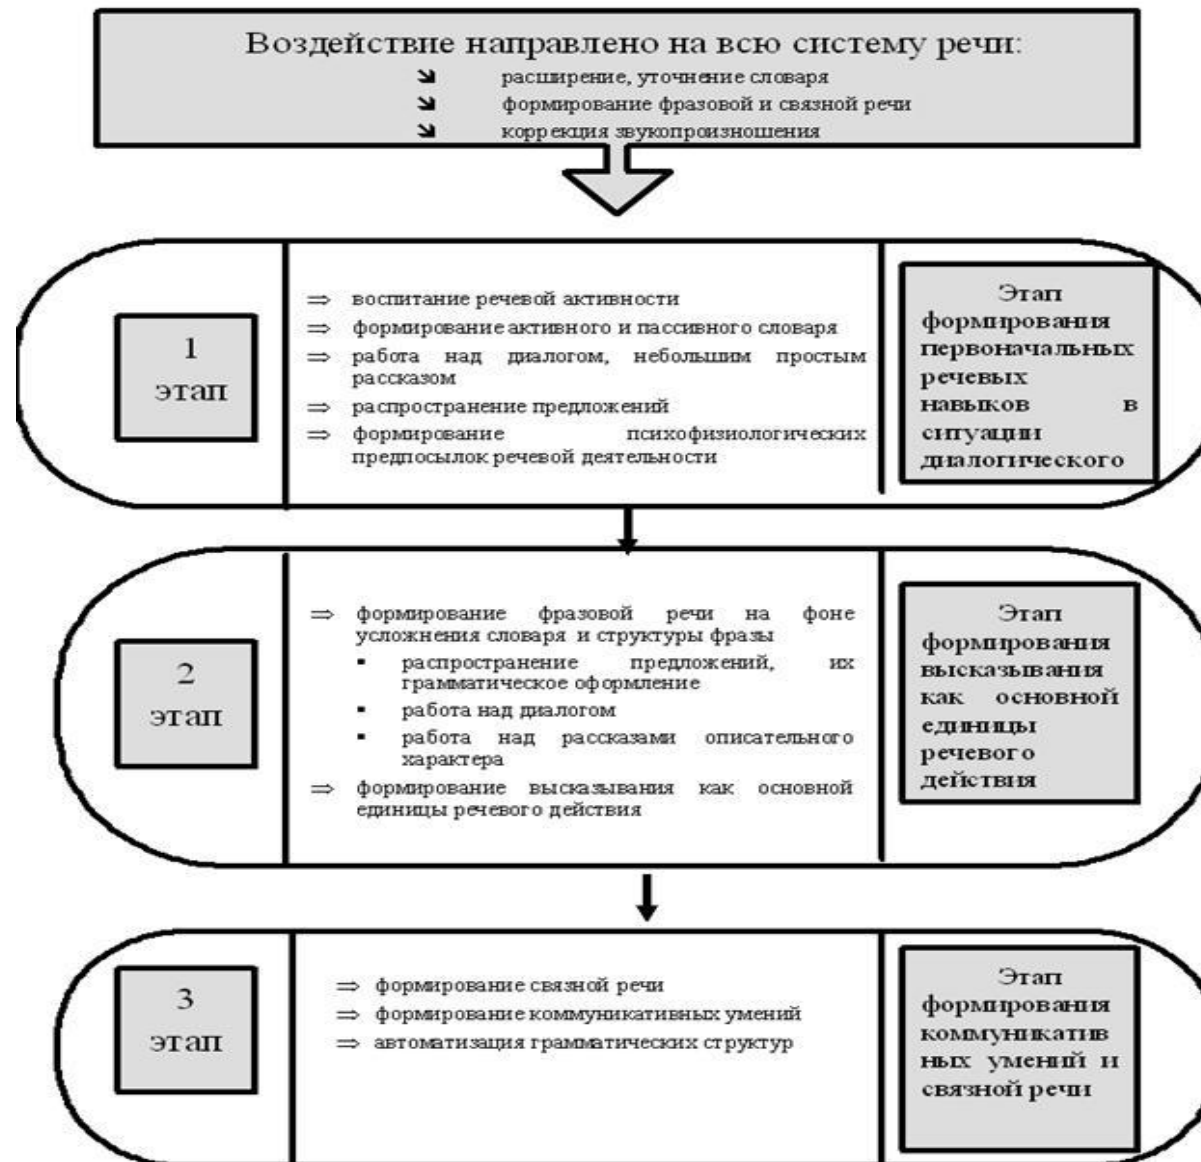 Воздействие направлено на всю систему речи:
расширение, уточнение словаря
формирование фразовой и связной речи
коррекция звукопроизношения
1
этап
⇒ воспитание речевой активности
⇒ формирование активного и пассивного словаря
⇒ работа над диалогом, небольшим простым
рассказом
⇒ распространение предложений
⇒ формирование психофизиологических
предпосылок речевой деятельности
Этап
формирования
первоначальных
речевых
навыков в
ситуации
диалогического
2
этап
⇒ формирование фразовой речи на фоне
усложнения словаря и структуры фразы
▪ распространение предложений, их
грамматическое оформление
▪ работа над диалогом
▪ работа над рассказами описательного
характера
⇒ формирование высказывания как основной
единицы речевого действия
Этап
формирования
высказывания
как основной
единицы
речевого
действия
3
этап
⇒ формирование связной речи
⇒ формирование коммуникативных умений
⇒ автоматизация грамматических структур
Этап
формирования
коммуникатив
ных умений и
связной речи